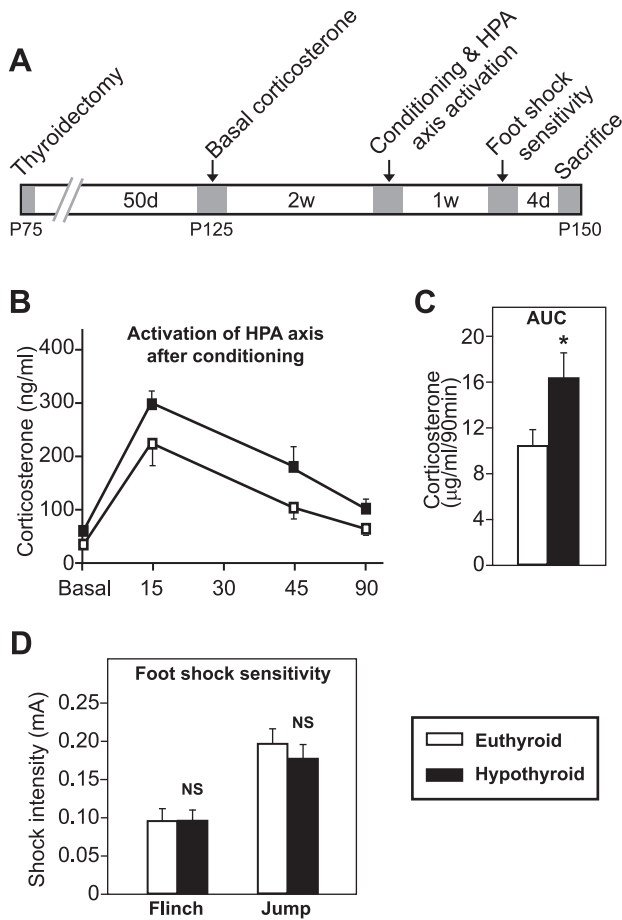 A
Thyroidectomy
Basal corticosterone
Conditioning & HPA
axis activation
Foot shock
sensitivity
Sacrifice
50d
2w
1w
4d
P75
P125
P150
B
Activation of HPA axis
after conditioning
Corticosterone (ng/ml)
400
300
200
100
0
Basal
15
30
45
90
C
AUC
Corticosterone
(μg/ml/90min)
20
16
12
8
4
0
*
D
Foot shock sensitivity
Shock intensity (mA)
0.25
0.20
0.15
0.10
0.05
0
NS
NS
Flinch
Jump
Euthyroid
Hypothyroid